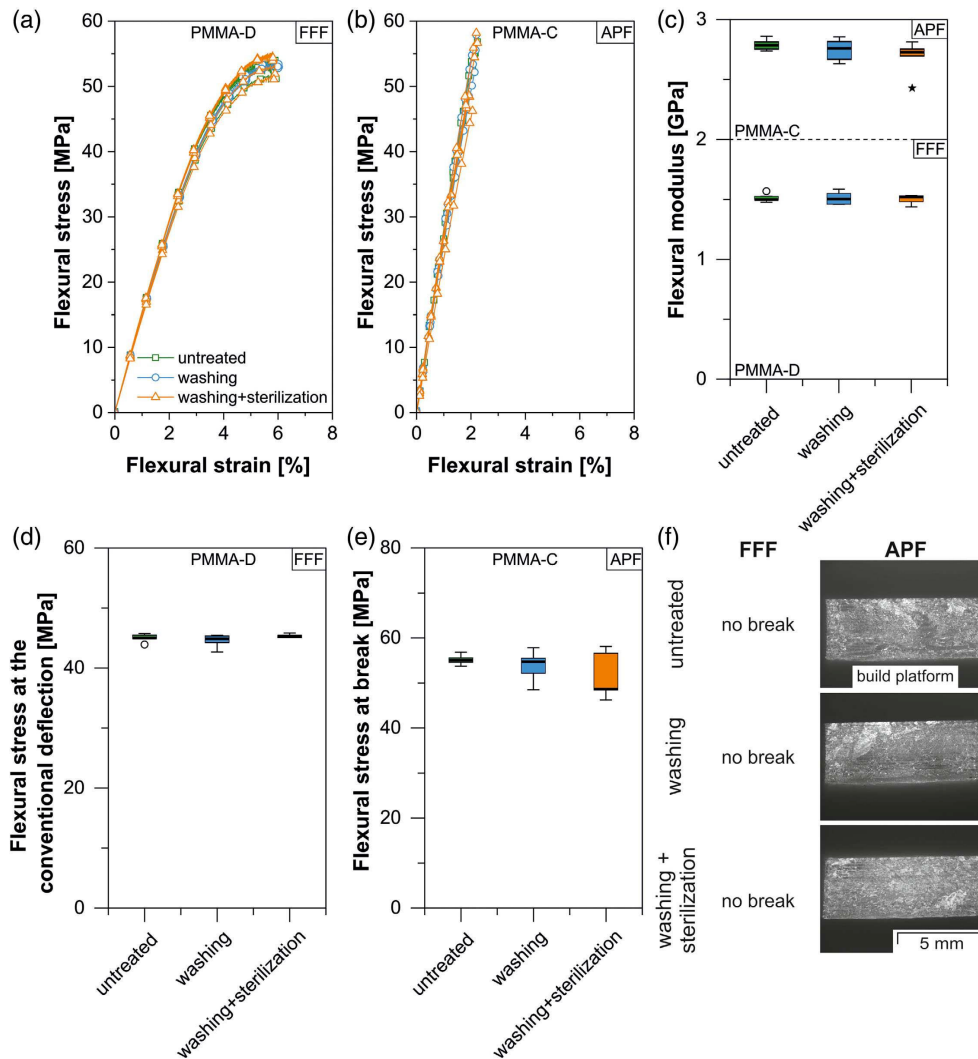 (a)
PMMA-D
FFF
Flexural stress [MPa]
60
50
40
30
20
10
0
untreated
washing
washing+sterilization
0 2 4 6 8
Flexural strain [%]
(b)
PMMA-C
APF
Flexural stress [MPa]
60
50
40
30
20
10
0
0 2 4 6 8
Flexural strain [%]
(c)
APF
Flexural modulus [GPa]
3
2
1
0
PMMA-C
FFF
PMMA-D
untreated
washing
washing+sterilization
(d)
PMMA-D
FFF
Flexural stress at the
conventional deflection [MPa]
60
40
20
0
untreated
washing
washing+sterilization
(e)
PMMA-C
APF
Flexural stress at break [MPa]
80
60
40
20
0
untreated
washing
washing+sterilization
(f)
FFF
APF
untreated
no break
build platform
washing
no break
washing +
sterilization
no break
5 mm